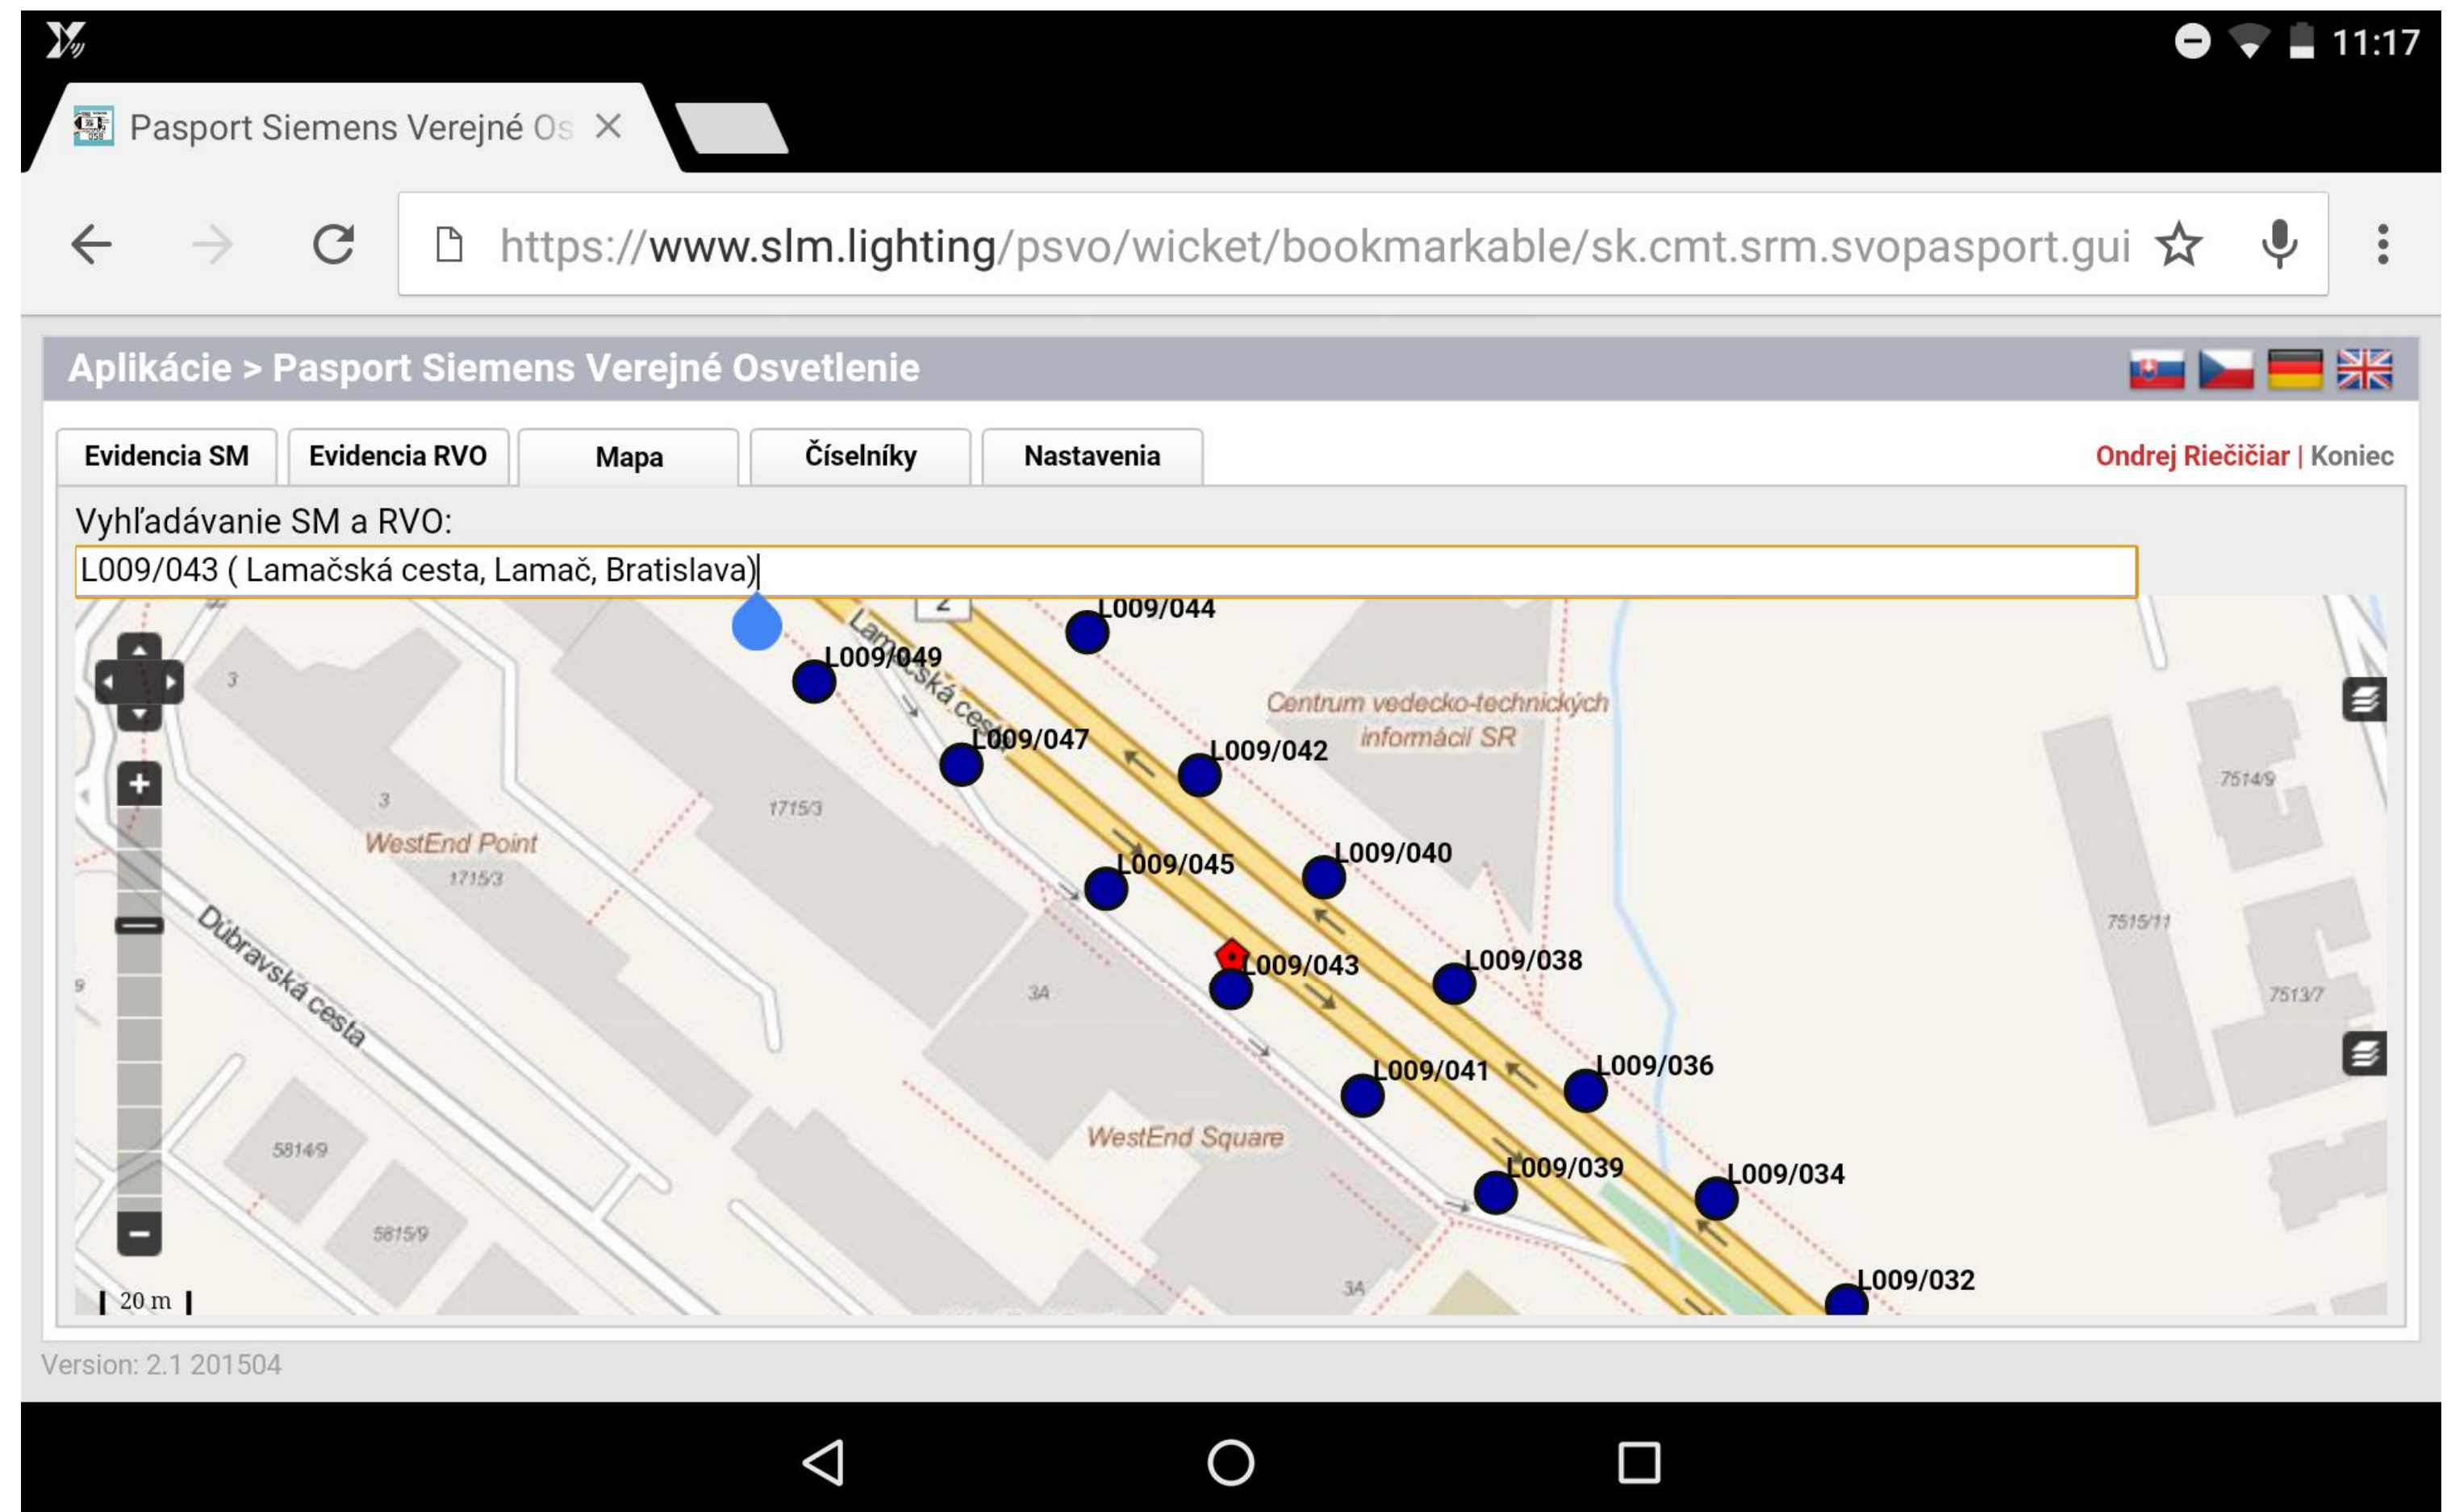 11:17
Pasport Siemens Verejné Os
https://www.slm.lighting/psvo/wicket/bookmarkable/sk.cmt.srm.svopasport.gui
Aplikácie > Pasport Siemens Verejné Osvetlenie
Evidencia SM
Evidencia RVO
Mapa
Číselníky
Nastavenia
Ondrej Riečičiar | Koniec
Vyhľadávanie SM a RVO:
L009/043 ( Lamačská cesta, Lamač, Bratislava)
2
L009/044
Lamačská cesta
L009/049
3
Centrum vedecko-technických
informácií SR
L009/047
L009/042
7514/9
3
1715/3
WestEnd Point
1715/3
L009/045
L009/040
7515/11
Dúbravská cesta
L009/043
L009/038
9
3A
7513/7
L009/041
L009/036
WestEnd Square
5814/9
L009/039
L009/034
5815/9
3A
L009/032
20 m
Version: 2.1 201504